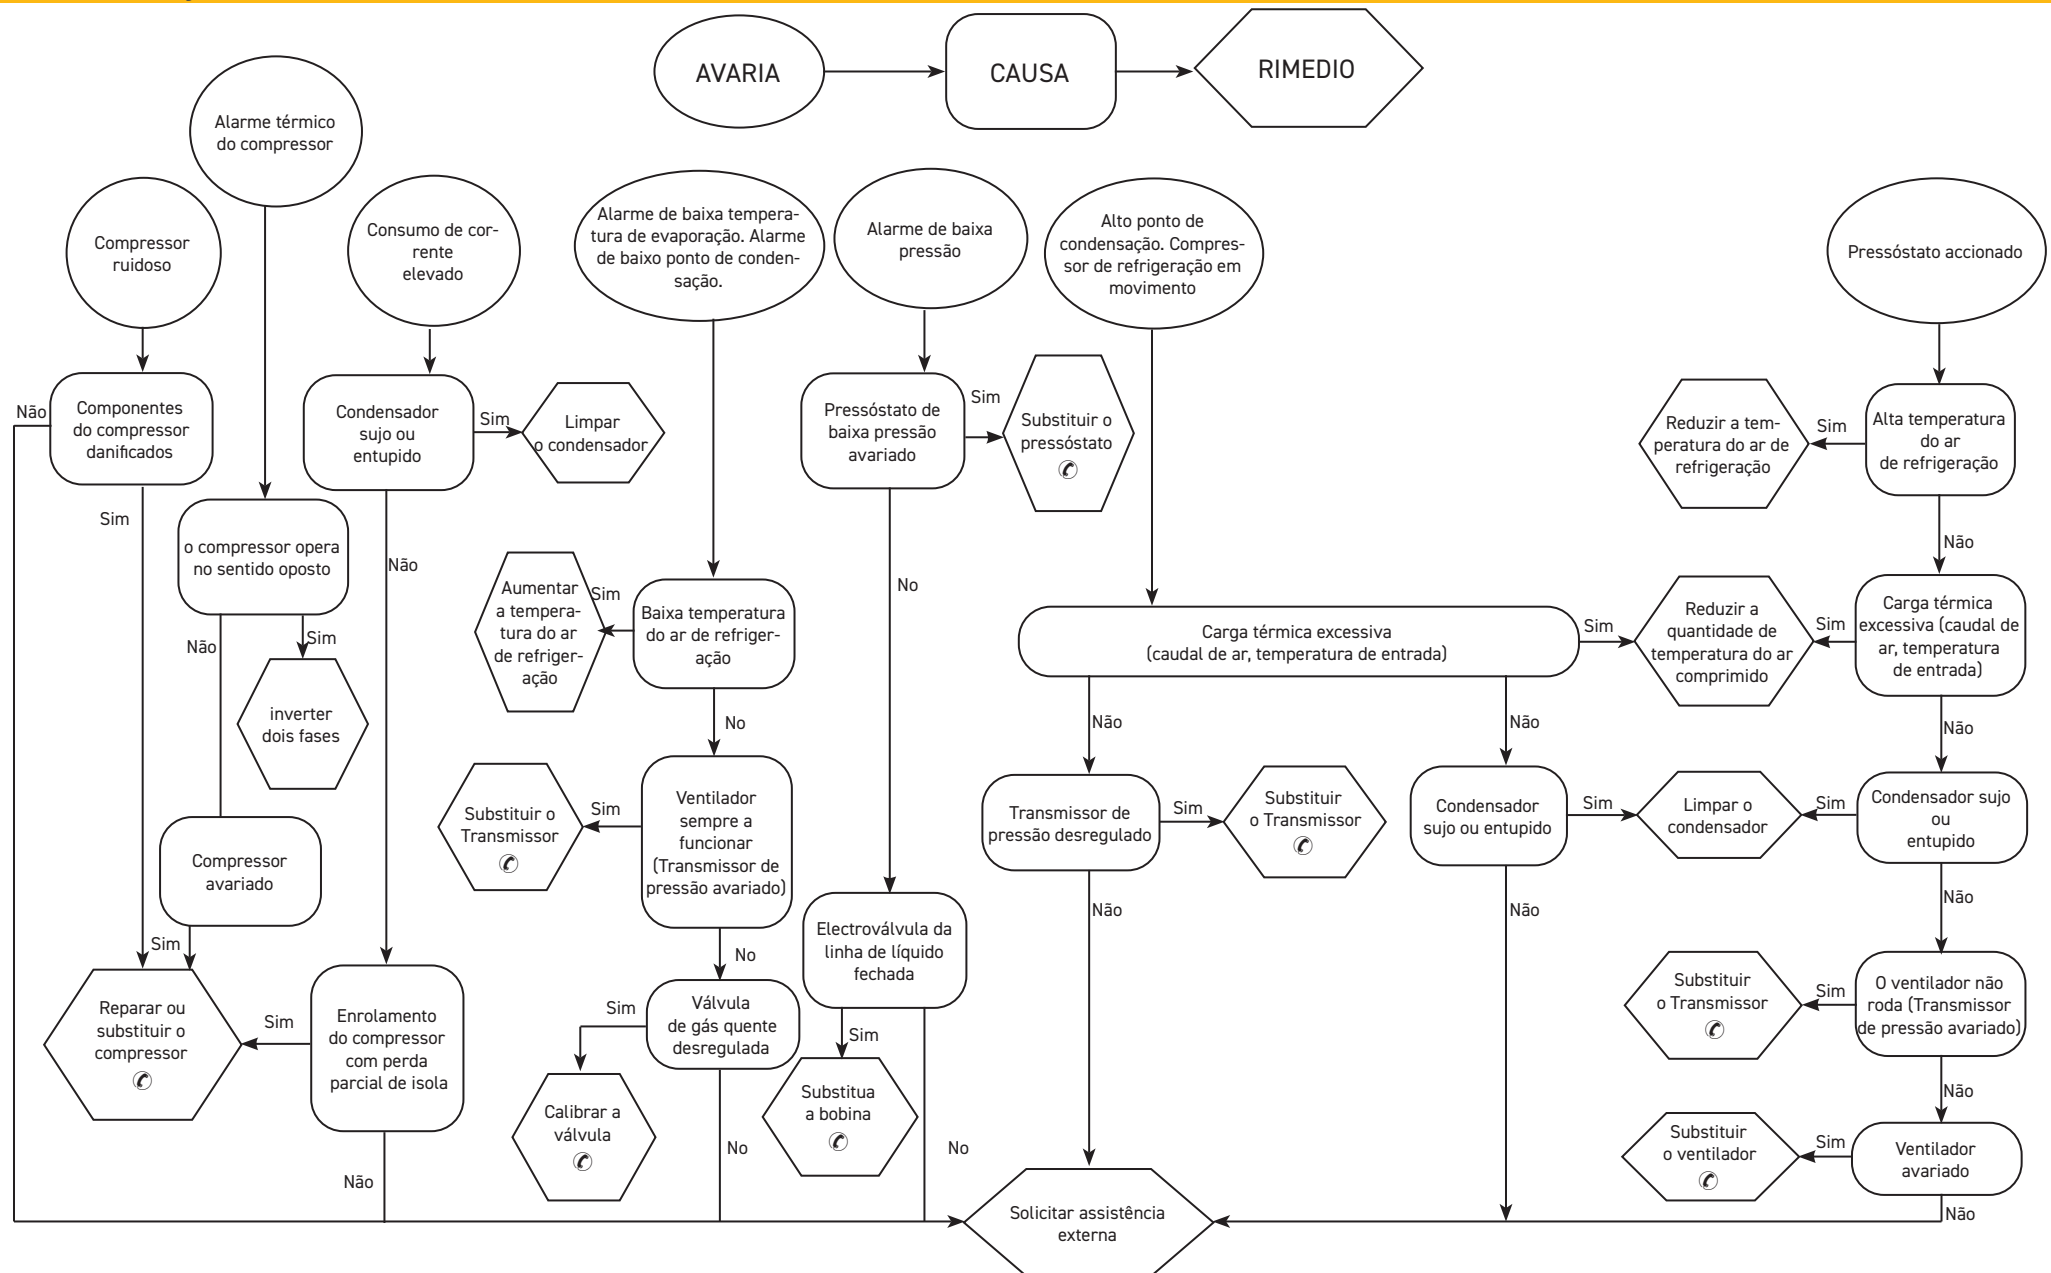 AVARIA
CAUSA
RIMEDIO
Alarme térmico
do compressor
Compressor
ruidoso
Consumo de cor-
rente
elevado
Alarme de baixa tempera-
tura de evaporação. Alarme
de baixo ponto de conden-
sação.
Alarme de baixa
pressão
Alto ponto de
condensação. Compres-
sor de refrigeração em
movimento
Pressóstato accionado
Não
Componentes
do compressor
danificados
Sim
Condensador
sujo ou
entupido
Sim
Limpar
o condensador
Não
Pressóstato de
baixa pressão
avariado
Sim
Substituir o
pressóstato
✆
No
Reduzir a tem-
peratura do ar de
refrigeração
Sim
Alta temperatura
do ar
de refrigeração
Não
o compressor opera
no sentido oposto
Não
Sim
inverter
dois fases
Aumentar
a tempera-
tura do ar
de refriger-
ação
Sim
Baixa temperatura
do ar de refriger-
ação
No
Carga térmica excessiva
(caudal de ar, temperatura de entrada)
Sim
Reduzir a
quantidade de
temperatura do ar
comprimido
Sim
Carga térmica
excessiva (caudal de
ar, temperatura
de entrada)
Não
Não
Não
Substituir o
Transmissor
✆
Sim
Ventilador
sempre a
funcionar
(Transmissor de
pressão avariado)
No
Transmissor de
pressão desregulado
Sim
Substituir
o Transmissor
✆
Não
Condensador
sujo ou entupido
Sim
Limpar o
condensador
Sim
Condensador sujo
ou
entupido
Não
Não
Compressor
avariado
Sim
Reparar ou
substituir o
compressor
✆
Sim
Enrolamento
do compressor
com perda
parcial de isola
Não
Sim
Válvula
de gás quente
desregulada
Calibrar a
válvula
✆
No
Electroválvula da
linha de líquido
fechada
Sim
Substitua
a bobina
✆
No
Substituir
o Transmissor
✆
Sim
O ventilador não
roda (Transmissor
de pressão avariado)
Não
Substituir
o ventilador
✆
Sim
Ventilador
avariado
Não
Solicitar assistência
externa